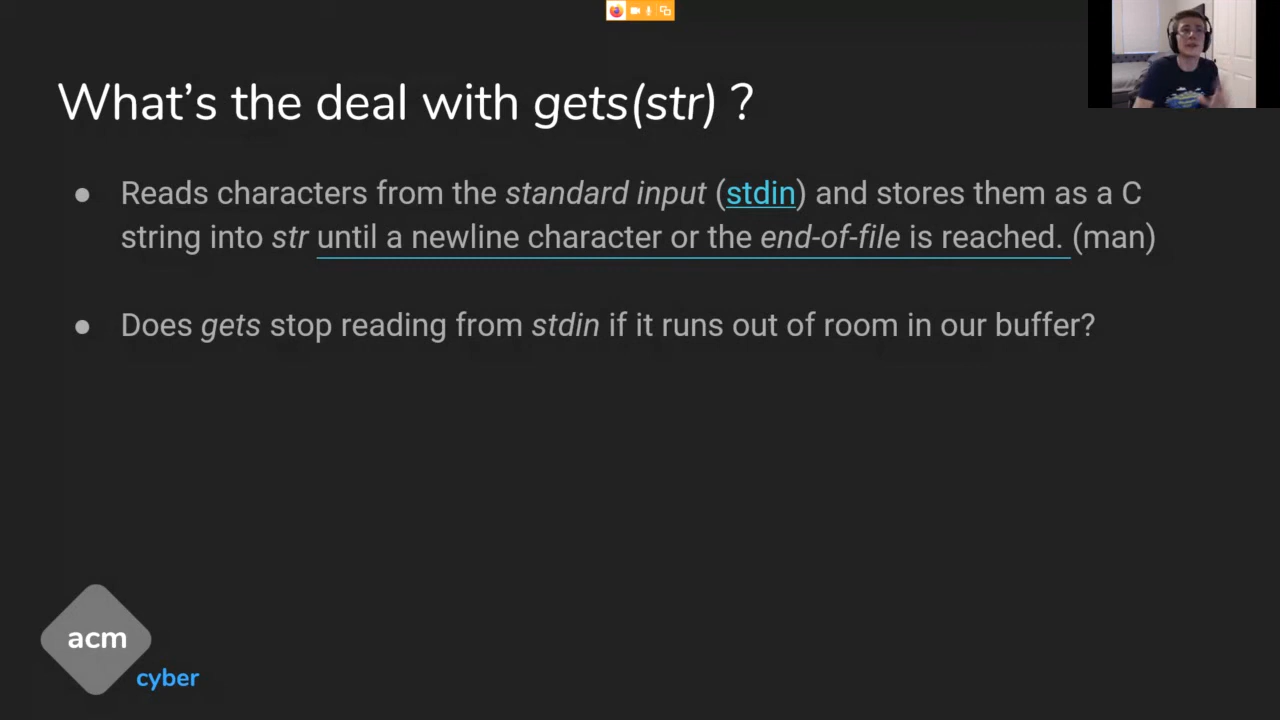 What's the deal with gets(str) ?
● Reads characters from the standard input (stdin) and stores them as a C
string into str until a newline character or the end-of-file is reached. (man)
● Does gets stop reading from stdin if it runs out of room in our buffer?
acm
cyber